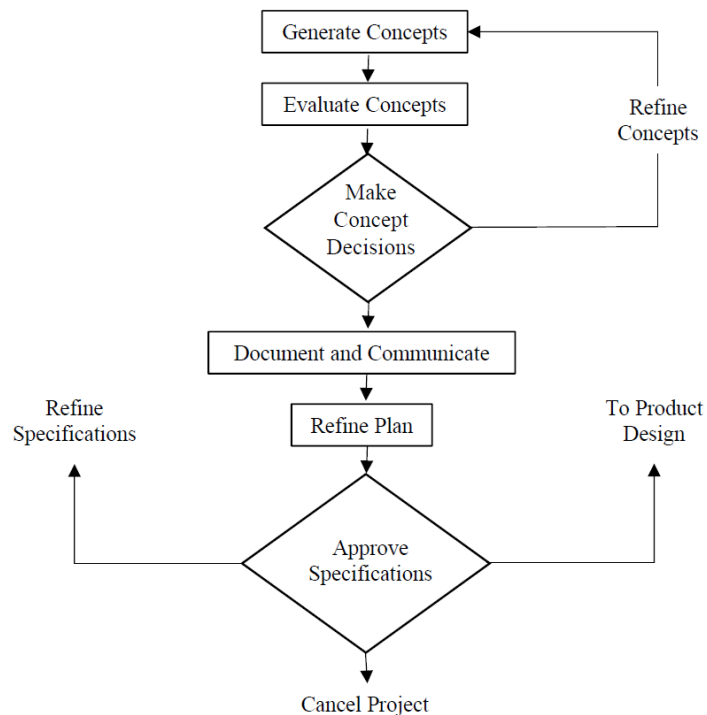 Generate Concepts
Evaluate Concepts
Refine
Concepts
Make
Concept
Decisions
Document and Communicate
Refine
Specifications
Refine Plan
To Product
Design
Approve
Specifications
Cancel Project